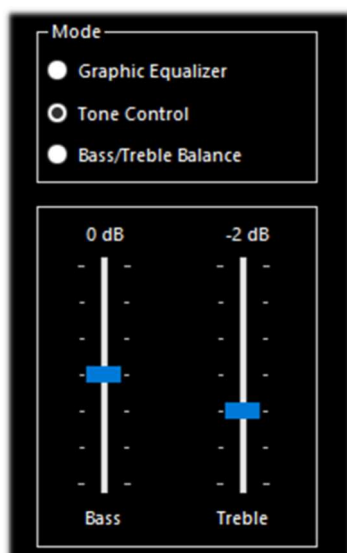 Mode
Graphic Equalizer
Tone Control
Bass/Treble Balance
0 dB -2 dB
Bass Treble